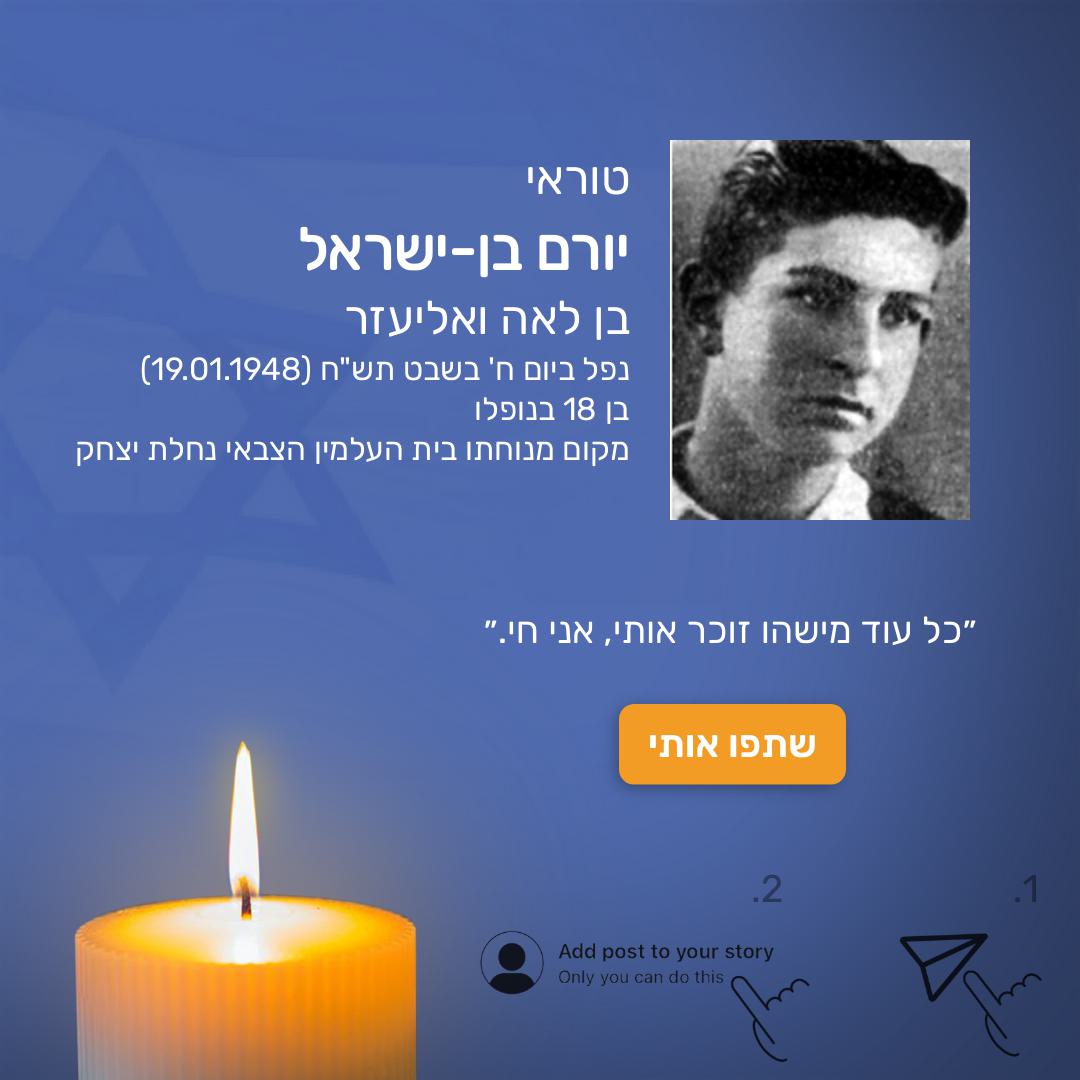 טוראי
יורם בן-ישראל
בן לאה ואליעזר
נפל ביום ח' בשבט תש"ח (19.01.1948)
בן 18 בנופלו
מקום מנוחתו בית העלמין הצבאי נחלת יצחק
״כל עוד מישהו זוכר אותי, אני חי.״
שתפו אותי
1.
2.
Add post to your story
Only you can do this